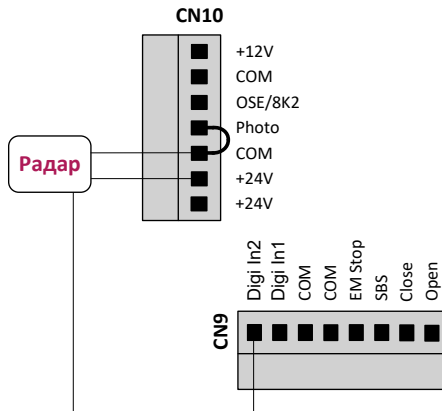 CN10
+12V
COM
OSE/8K2
Photo
COM
+24V
+24V
Радар
CN9
Digi In2
Digi In1
COM
COM
EM Stop
SBS
Close
Open